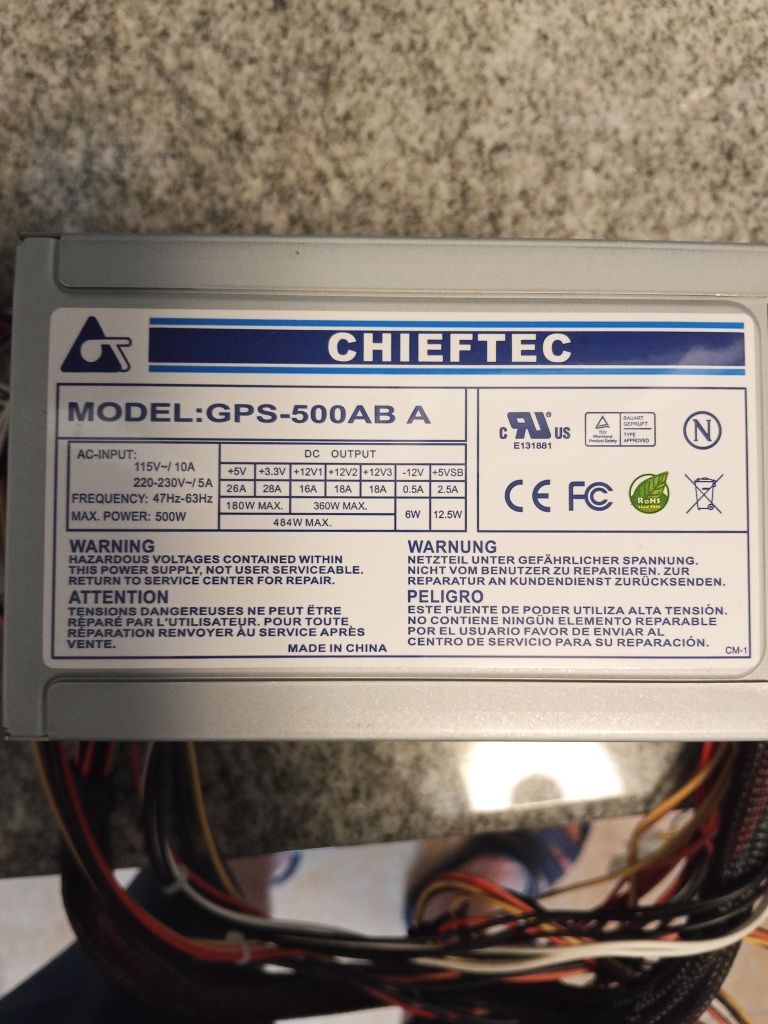 CHIEFTEC
MODEL:GPS-500AB A
AC-INPUT:
115V~/ 10A
220-230V~/ 5A
FREQUENCY: 47Hz-63Hz
MAX. POWER: 500W
DC OUTPUT
+5V +3.3V +12V1 +12V2 +12V3 -12V +5VSB
26A 28A 16A 18A 18A 0.5A 2.5A
180W MAX. 360W MAX. 6W 12.5W
484W MAX.
c RU US
E131881
TÜV
Rheinland
Product Safety
BAUART
GEPRÜFT
TYPE
APPROVED
N
CE FC
RoHS
LEAD FREE
WARNING
HAZARDOUS VOLTAGES CONTAINED WITHIN
THIS POWER SUPPLY, NOT USER SERVICEABLE.
RETURN TO SERVICE CENTER FOR REPAIR.
ATTENTION
TENSIONS DANGEREUSES NE PEUT ËTRE
RÉPARÉ PAR L'UTILISATEUR. POUR TOUTE
RÉPARATION RENVOYER ÀU SERVICE APRÈS
VENTE.
MADE IN CHINA
WARNUNG
NETZTEIL UNTER GEFÄHRLICHER SPANNUNG.
NICHT VOM BENUTZER ZU REPARIEREN. ZUR
REPARATUR AN KUNDENDIENST ZURÜCKSENDEN.
PELIGRO
ESTE FUENTE DE PODER UTILIZA ALTA TENSIÓN.
NO CONTIENE NINGÚN ELEMENTO REPARABLE
POR EL USUARIO FAVOR DE ENVIAR AL
CENTRO DE SERVICIO PARA SU REPARACIÓN.
CM-1